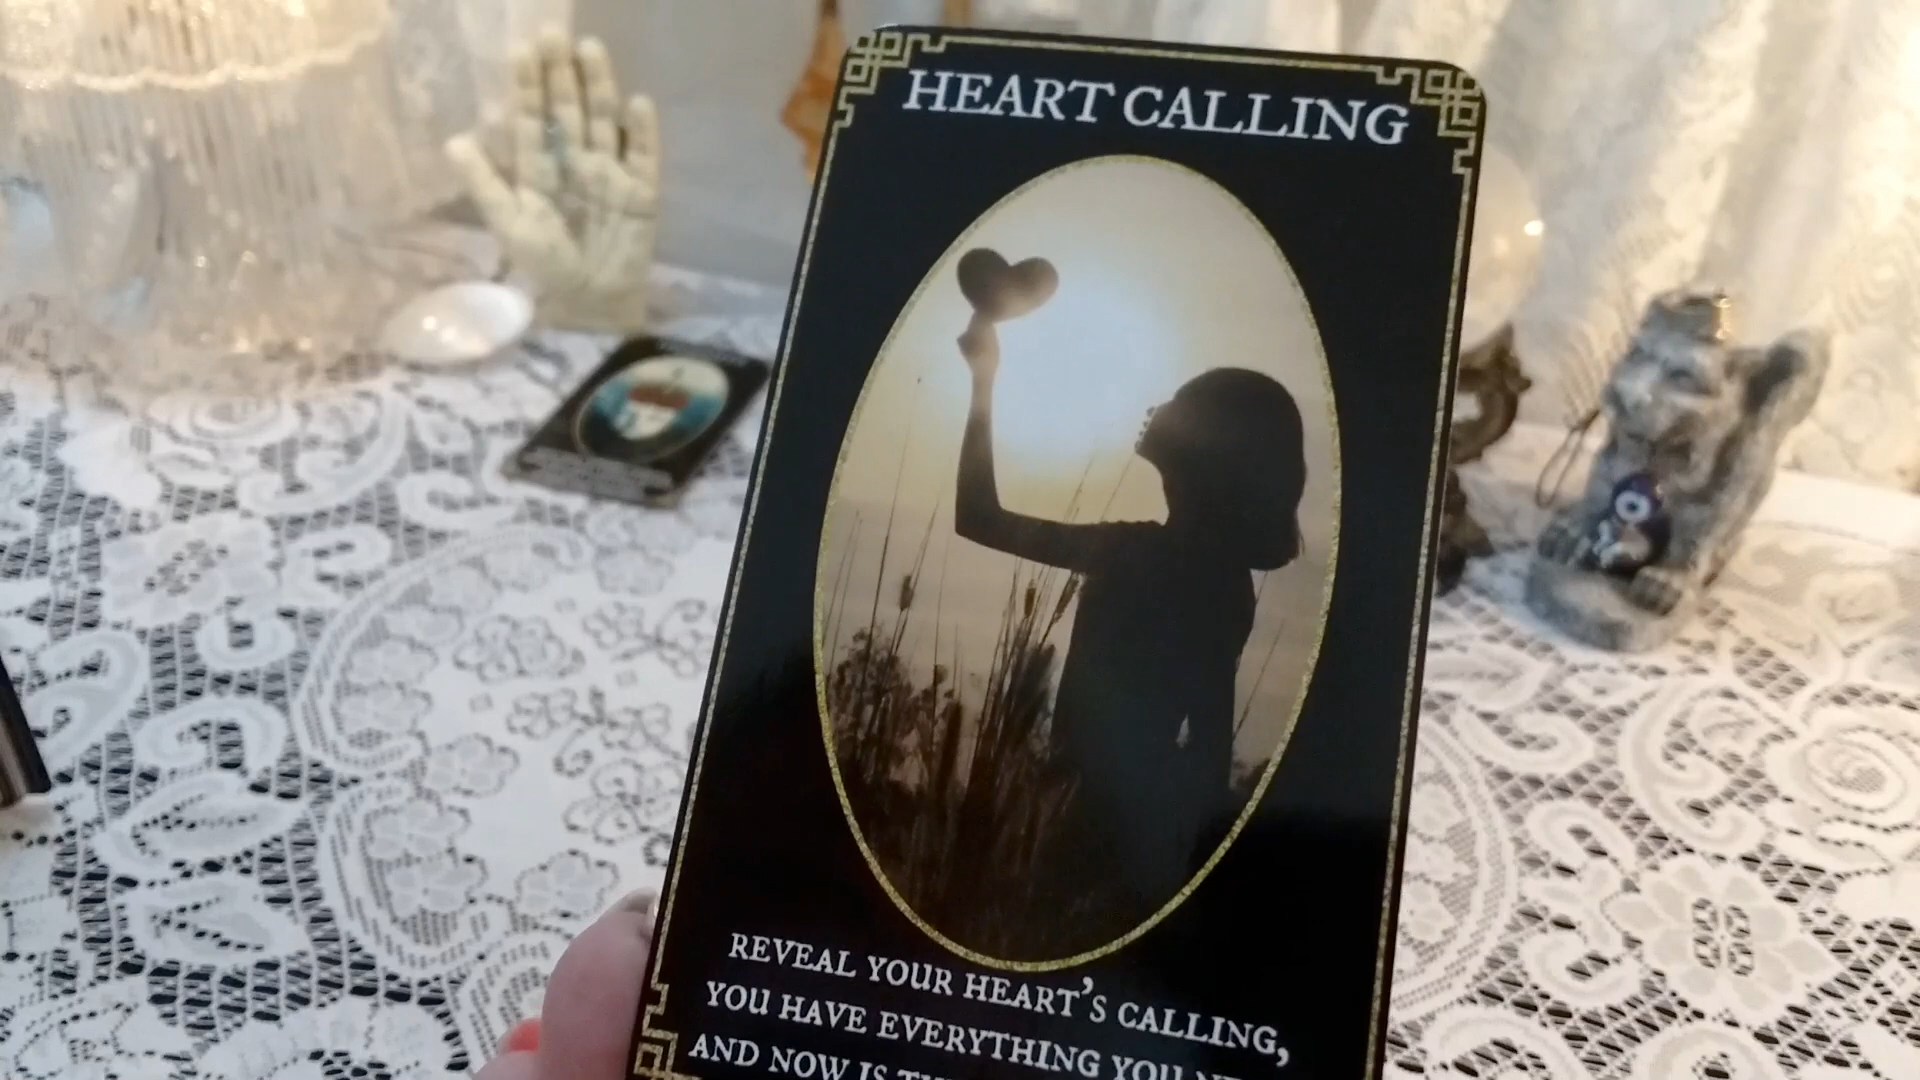 HEART CALLING
REVEAL YOUR HEART'S CALLING,
YOU HAVE EVERYTHING YOU
AND NOW IS